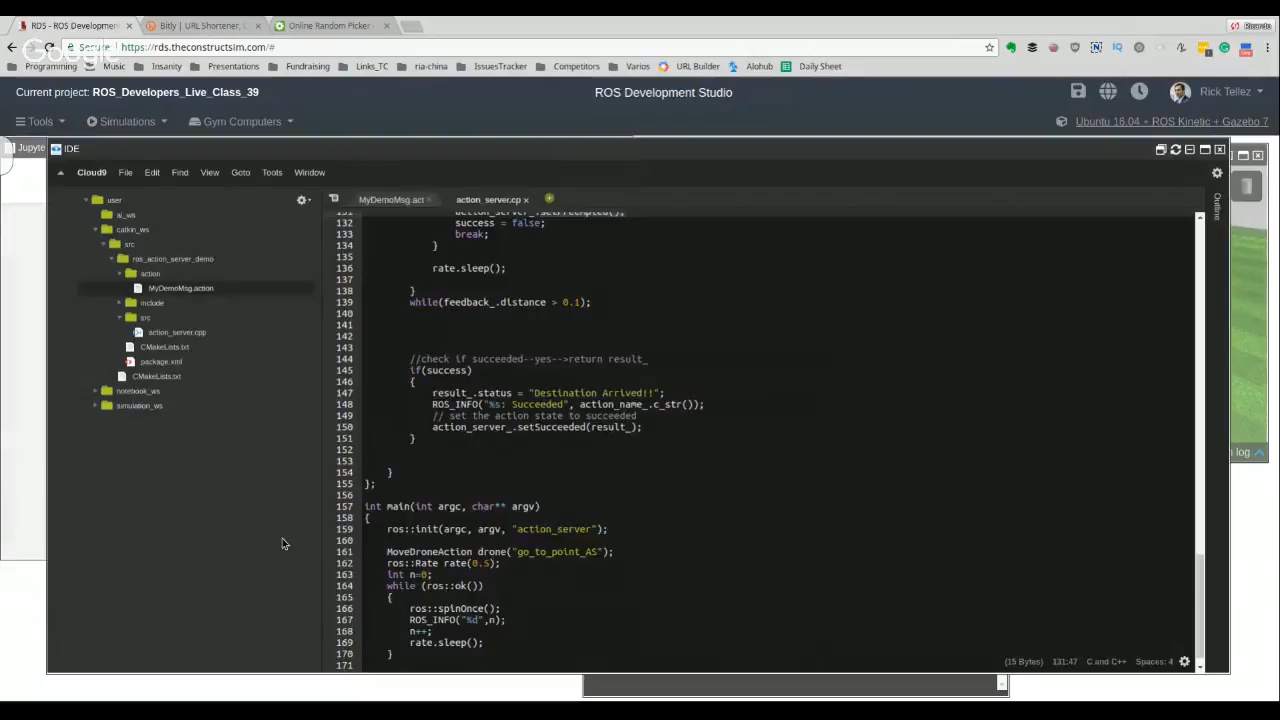 RDS - ROS Development
Bitly | URL Shortener, C
Online Random Picker -
Ricardo
Google
Secure
https://rds.theconstructsim.com/#
Programming
Music
Insanity
Presentations
Fundraising
Links_TC
ria-china
IssuesTracker
Competitors
Varios
URL Builder
Alohub
Daily Sheet
Current project: ROS_Developers_Live_Class_39
ROS Development Studio
Rick Tellez
Tools
Simulations
Gym Computers
Ubuntu 16.04 + ROS Kinetic + Gazebo 7
Jupyte
IDE
Cloud9 File Edit Find View Goto Tools Window
user
ai_ws
catkin_ws
src
ros_action_server_demo
action
MyDemoMsg.action
include
src
action_server.cpp
CMakeLists.txt
package.xml
CMakeLists.txt
notebook_ws
simulation_ws
MyDemoMsg.act
action_server.cp
Outline
131 action_server_.setPreempted();
132 success = false;
133 break;
134 }
135
136 rate.sleep();
137
138 }
139 while(feedback_.distance > 0.1);
140
141
142
143
144 //check if succeeded--yes-->return result_
145 if(success)
146 {
147 result_.status = "Destination Arrived!!";
148 ROS_INFO("%s: Succeeded", action_name_.c_str());
149 // set the action state to succeeded
150 action_server_.setSucceeded(result_);
151 }
152
153
154 }
155 };
156
157 int main(int argc, char** argv)
158 {
159 ros::init(argc, argv, "action_server");
160
161 MoveDroneAction drone("go_to_point_AS");
162 ros::Rate rate(0.5);
163 int n=0;
164 while (ros::ok())
165 {
166 ros::spinOnce();
167 ROS_INFO("%d",n);
168 n++;
169 rate.sleep();
170 }
171
(15 Bytes) 131:47 C and C++ Spaces: 4
log